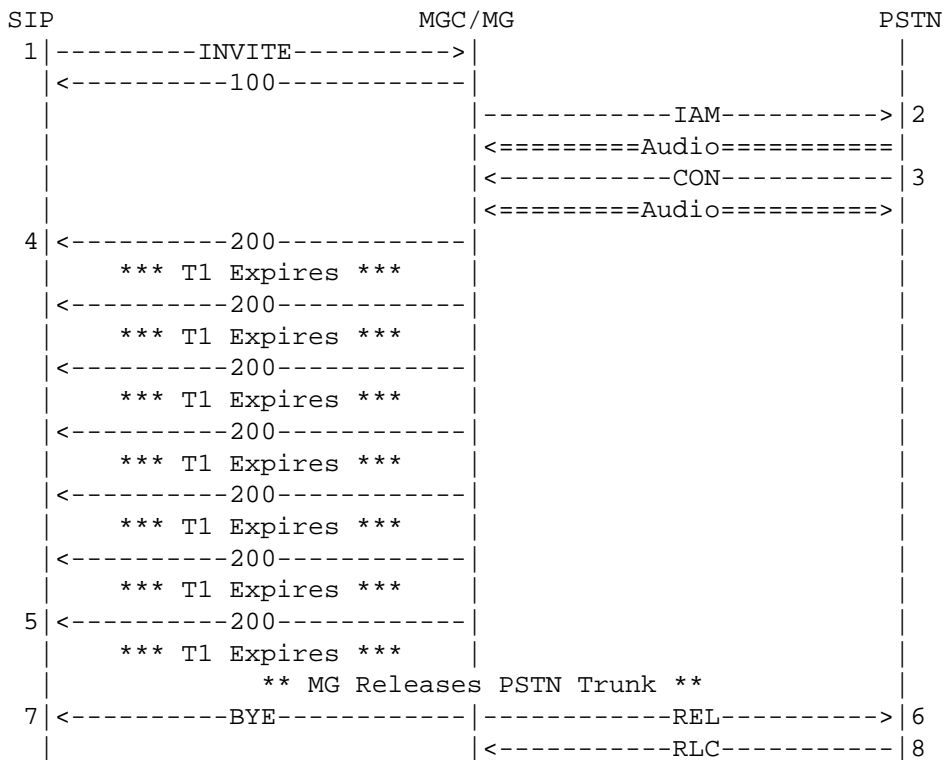 SIP                       MGC/MG                          PSTN
 1|---------INVITE---------->|                             |
  |<----------100------------|                             |
  |                          |------------IAM---------->|2
  |                          |<=========Audio===========|
  |                          |<-----------CON-----------|3
  |                          |<=========Audio==========>|
 4|<----------200------------|                          |
  |    *** T1 Expires ***    |                          |
  |<----------200------------|                          |
  |    *** T1 Expires ***    |                          |
  |<----------200------------|                          |
  |    *** T1 Expires ***    |                          |
  |<----------200------------|                          |
  |    *** T1 Expires ***    |                          |
  |<----------200------------|                          |
  |    *** T1 Expires ***    |                          |
  |<----------200------------|                          |
  |    *** T1 Expires ***    |                          |
 5|<----------200------------|                          |
  |    *** T1 Expires ***    |                          |
  |             ** MG Releases PSTN Trunk **            |
 7|<----------BYE------------|------------REL---------->|6
  |                          |<-----------RLC-----------|8